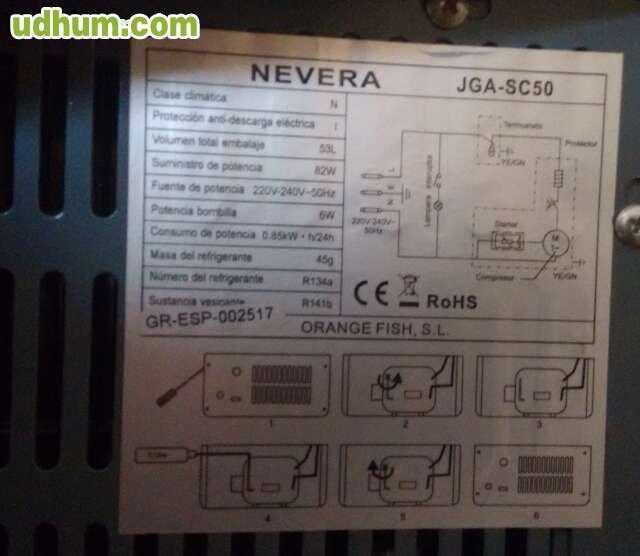 udhum.com
NEVERA JGA-SC50
Clase climática N
Protección anti-descarga eléctrica I
Volumen total embalaje 53L
Suministro de potencia 82W
Fuente de potencia 220V-240V~50Hz
Potencia bombilla 6W
Consumo de potencia 0.85kW·h/24h
Masa del refrigerante 45g
Número del refrigerante R134a
Sustancia vesicante R141b
GR-ESP-002517
Termostato
Protector
YE/GN
L
E
N
220V-240V~
50Hz
Lámpara
Interruptor
Starter
M
Compresor
YE/GN
CE RoHS
ORANGE FISH, S.L.
1 2 3
4 5 6